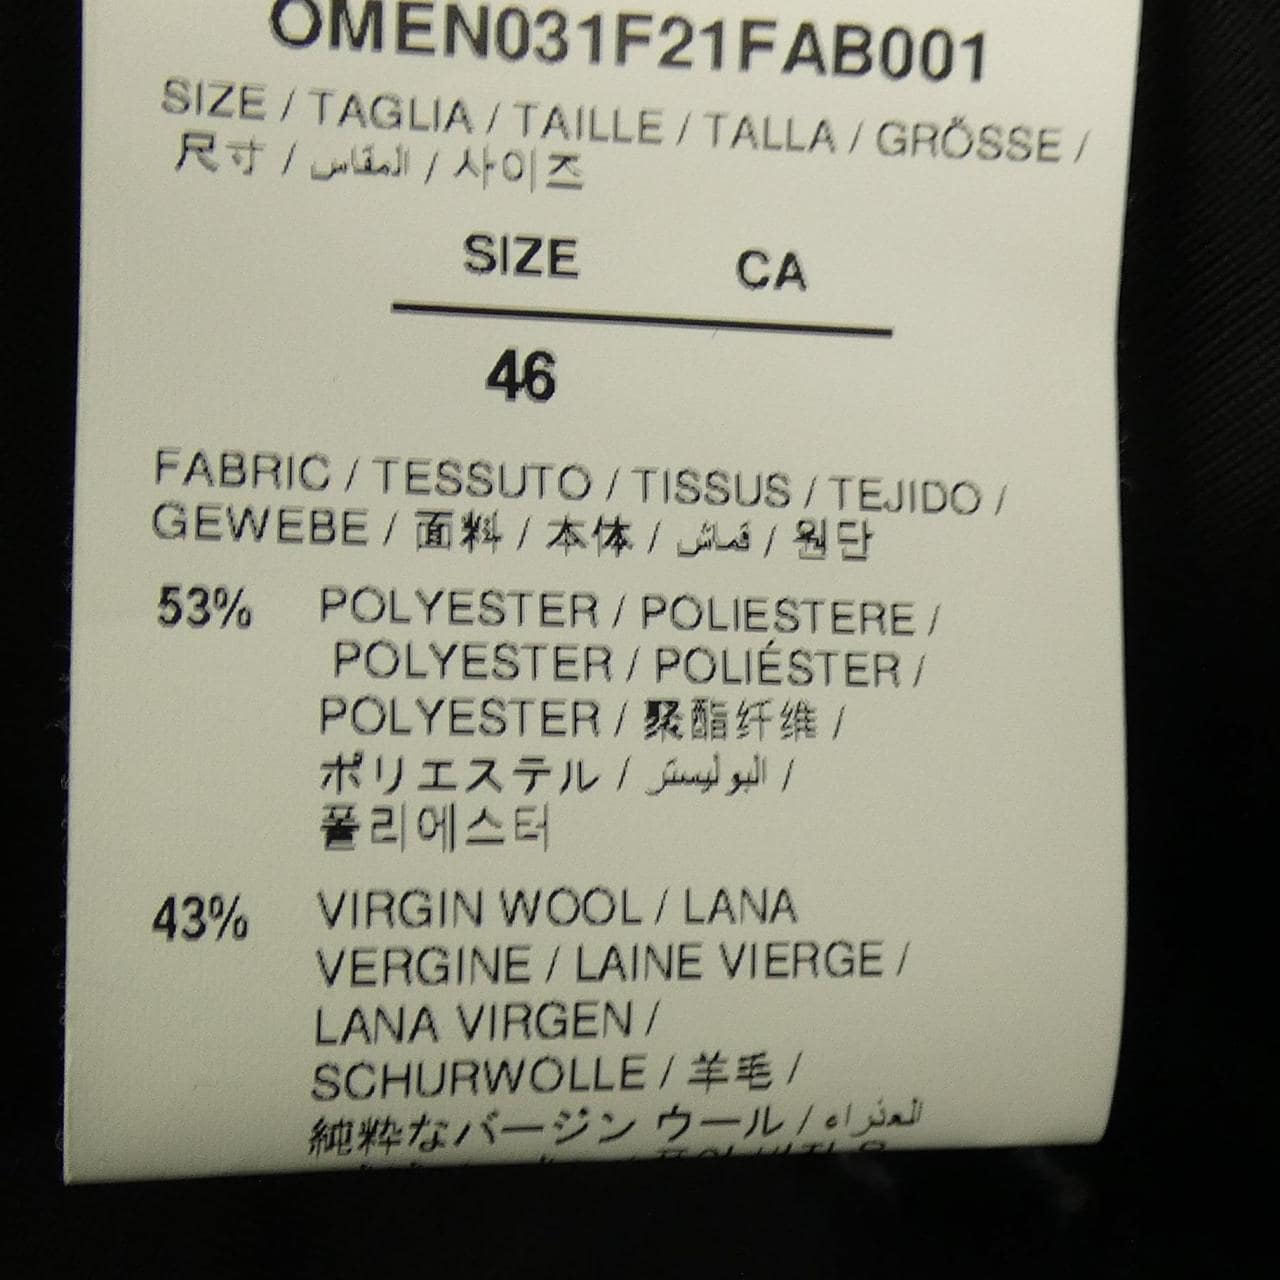 OMEN031F21FAB001
SIZE / TAGLIA / TAILLE / TALLA / GRÖSSE /
尺寸 / المقاس / 사이즈
SIZE CA
46
FABRIC / TESSUTO / TISSUS / TEJIDO /
GEWEBE / 面料 / 本体 / قماش / 원단
53% POLYESTER / POLIESTERE /
POLYESTER / POLIÉSTER /
POLYESTER / 聚酯纤维 /
ポリエステル / البوليستر /
폴리에스터
43% VIRGIN WOOL / LANA
VERGINE / LAINE VIERGE /
LANA VIRGEN /
SCHURWOLLE / 羊毛 /
純粋なバージン ウール / العذراء